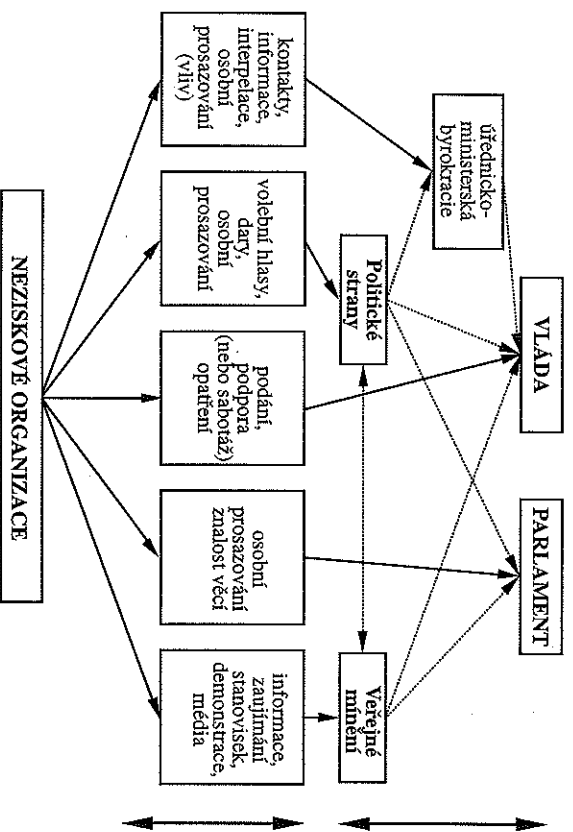 VLÁDA
PARLAMENT
úřednicko-
ministerská
byrokracie
Politické
strany
Veřejné
mínění
kontakty,
informace,
interpelace,
osobní
prosazování
(vliv)
volební hlasy,
dary,
osobní
prosazování
podání,
podpora
(nebo sabotáž)
opatření
osobní
prosazování
znalost věcí
informace,
zaujímání
stanovisek,
demonstrace,
média
NEZISKOVÉ ORGANIZACE